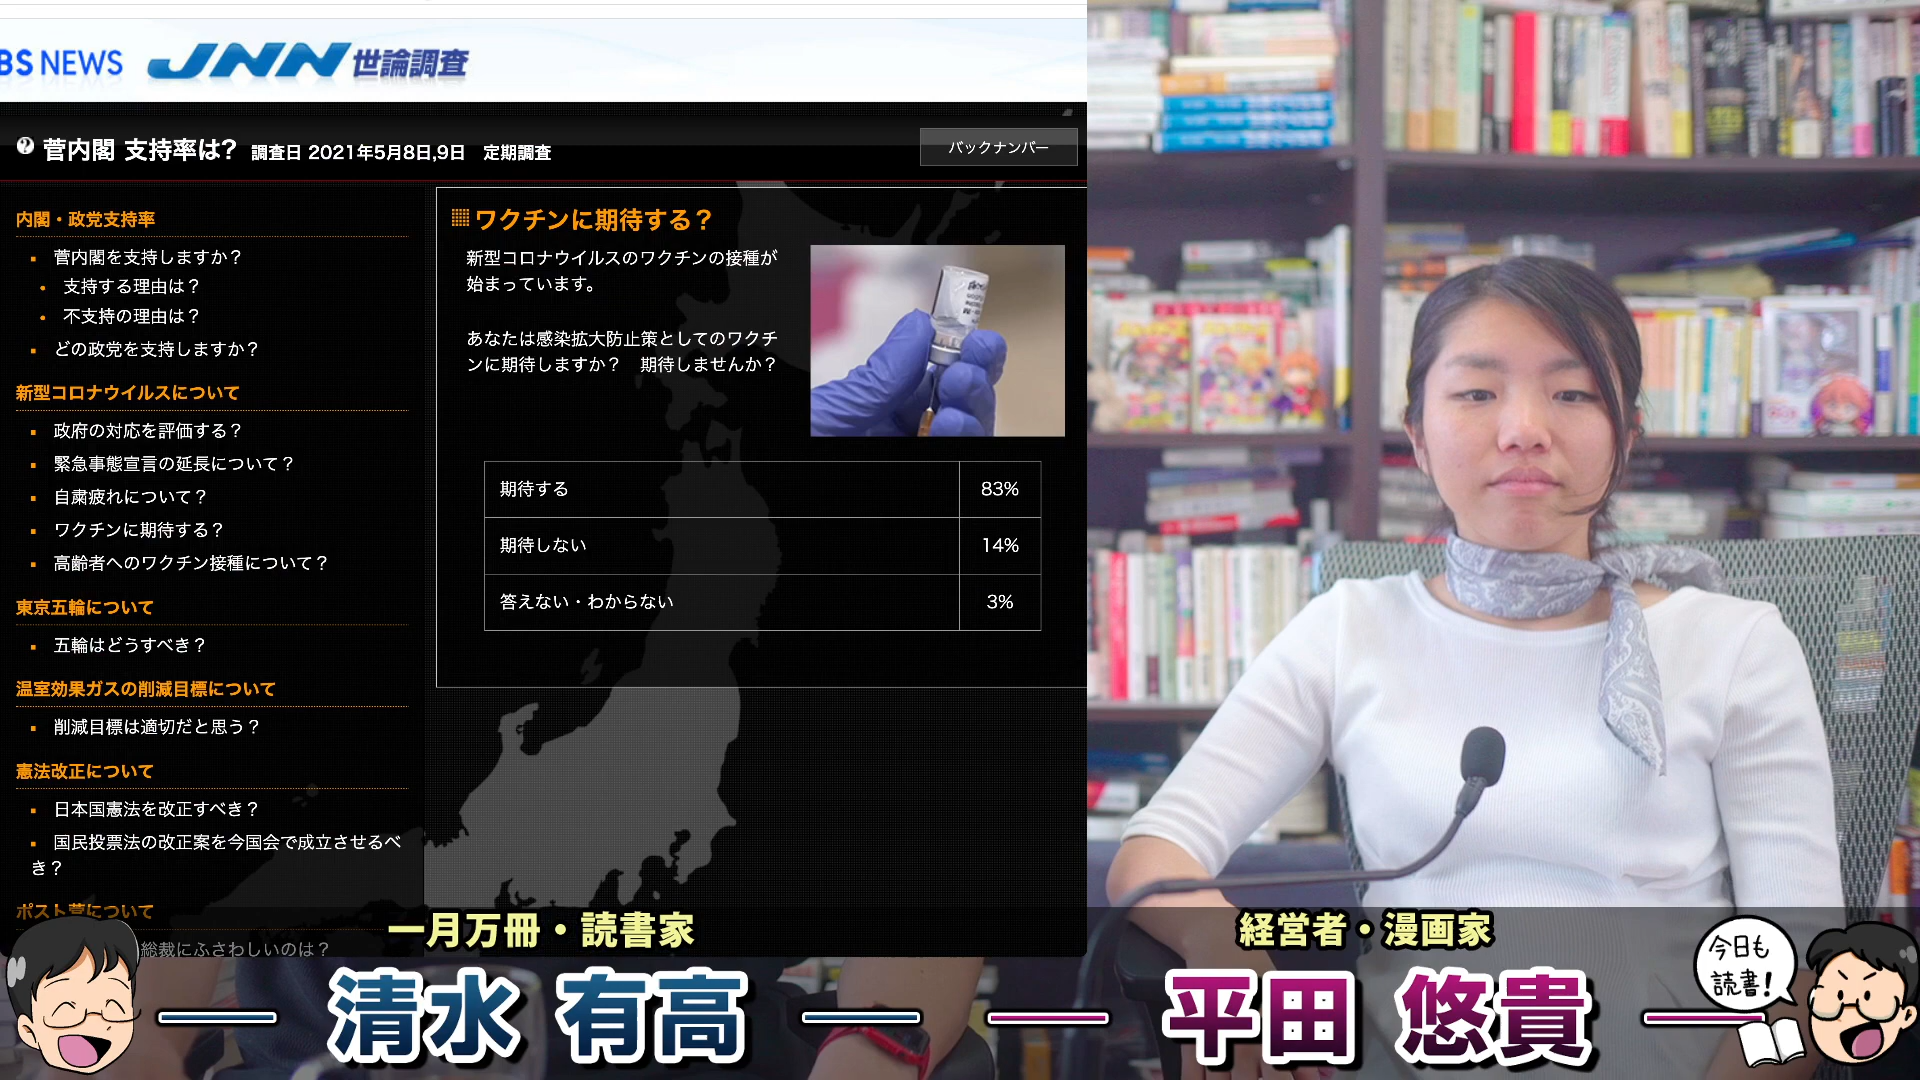 BS NEWS JNN世論調査
菅内閣 支持率は? 調査日 2021年5月8日,9日 定期調査
バックナンバー
内閣・政党支持率
菅内閣を支持しますか？
支持する理由は？
不支持の理由は？
どの政党を支持しますか？
新型コロナウイルスについて
政府の対応を評価する？
緊急事態宣言の延長について？
自粛疲れについて？
ワクチンに期待する？
高齢者へのワクチン接種について？
東京五輪について
五輪はどうすべき？
温室効果ガスの削減目標について
削減目標は適切だと思う？
憲法改正について
日本国憲法を改正すべき？
国民投票法の改正案を今国会で成立させるべ
き？
ポスト菅について
総裁にふさわしいのは？
ワクチンに期待する？
新型コロナウイルスのワクチンの接種が
始まっています。
あなたは感染拡大防止策としてのワクチ
ンに期待しますか？ 期待しませんか？
期待する 83%
期待しない 14%
答えない・わからない 3%
一月万冊・読書家
清水 有高
経営者・漫画家
平田 悠貴
今日も
読書!